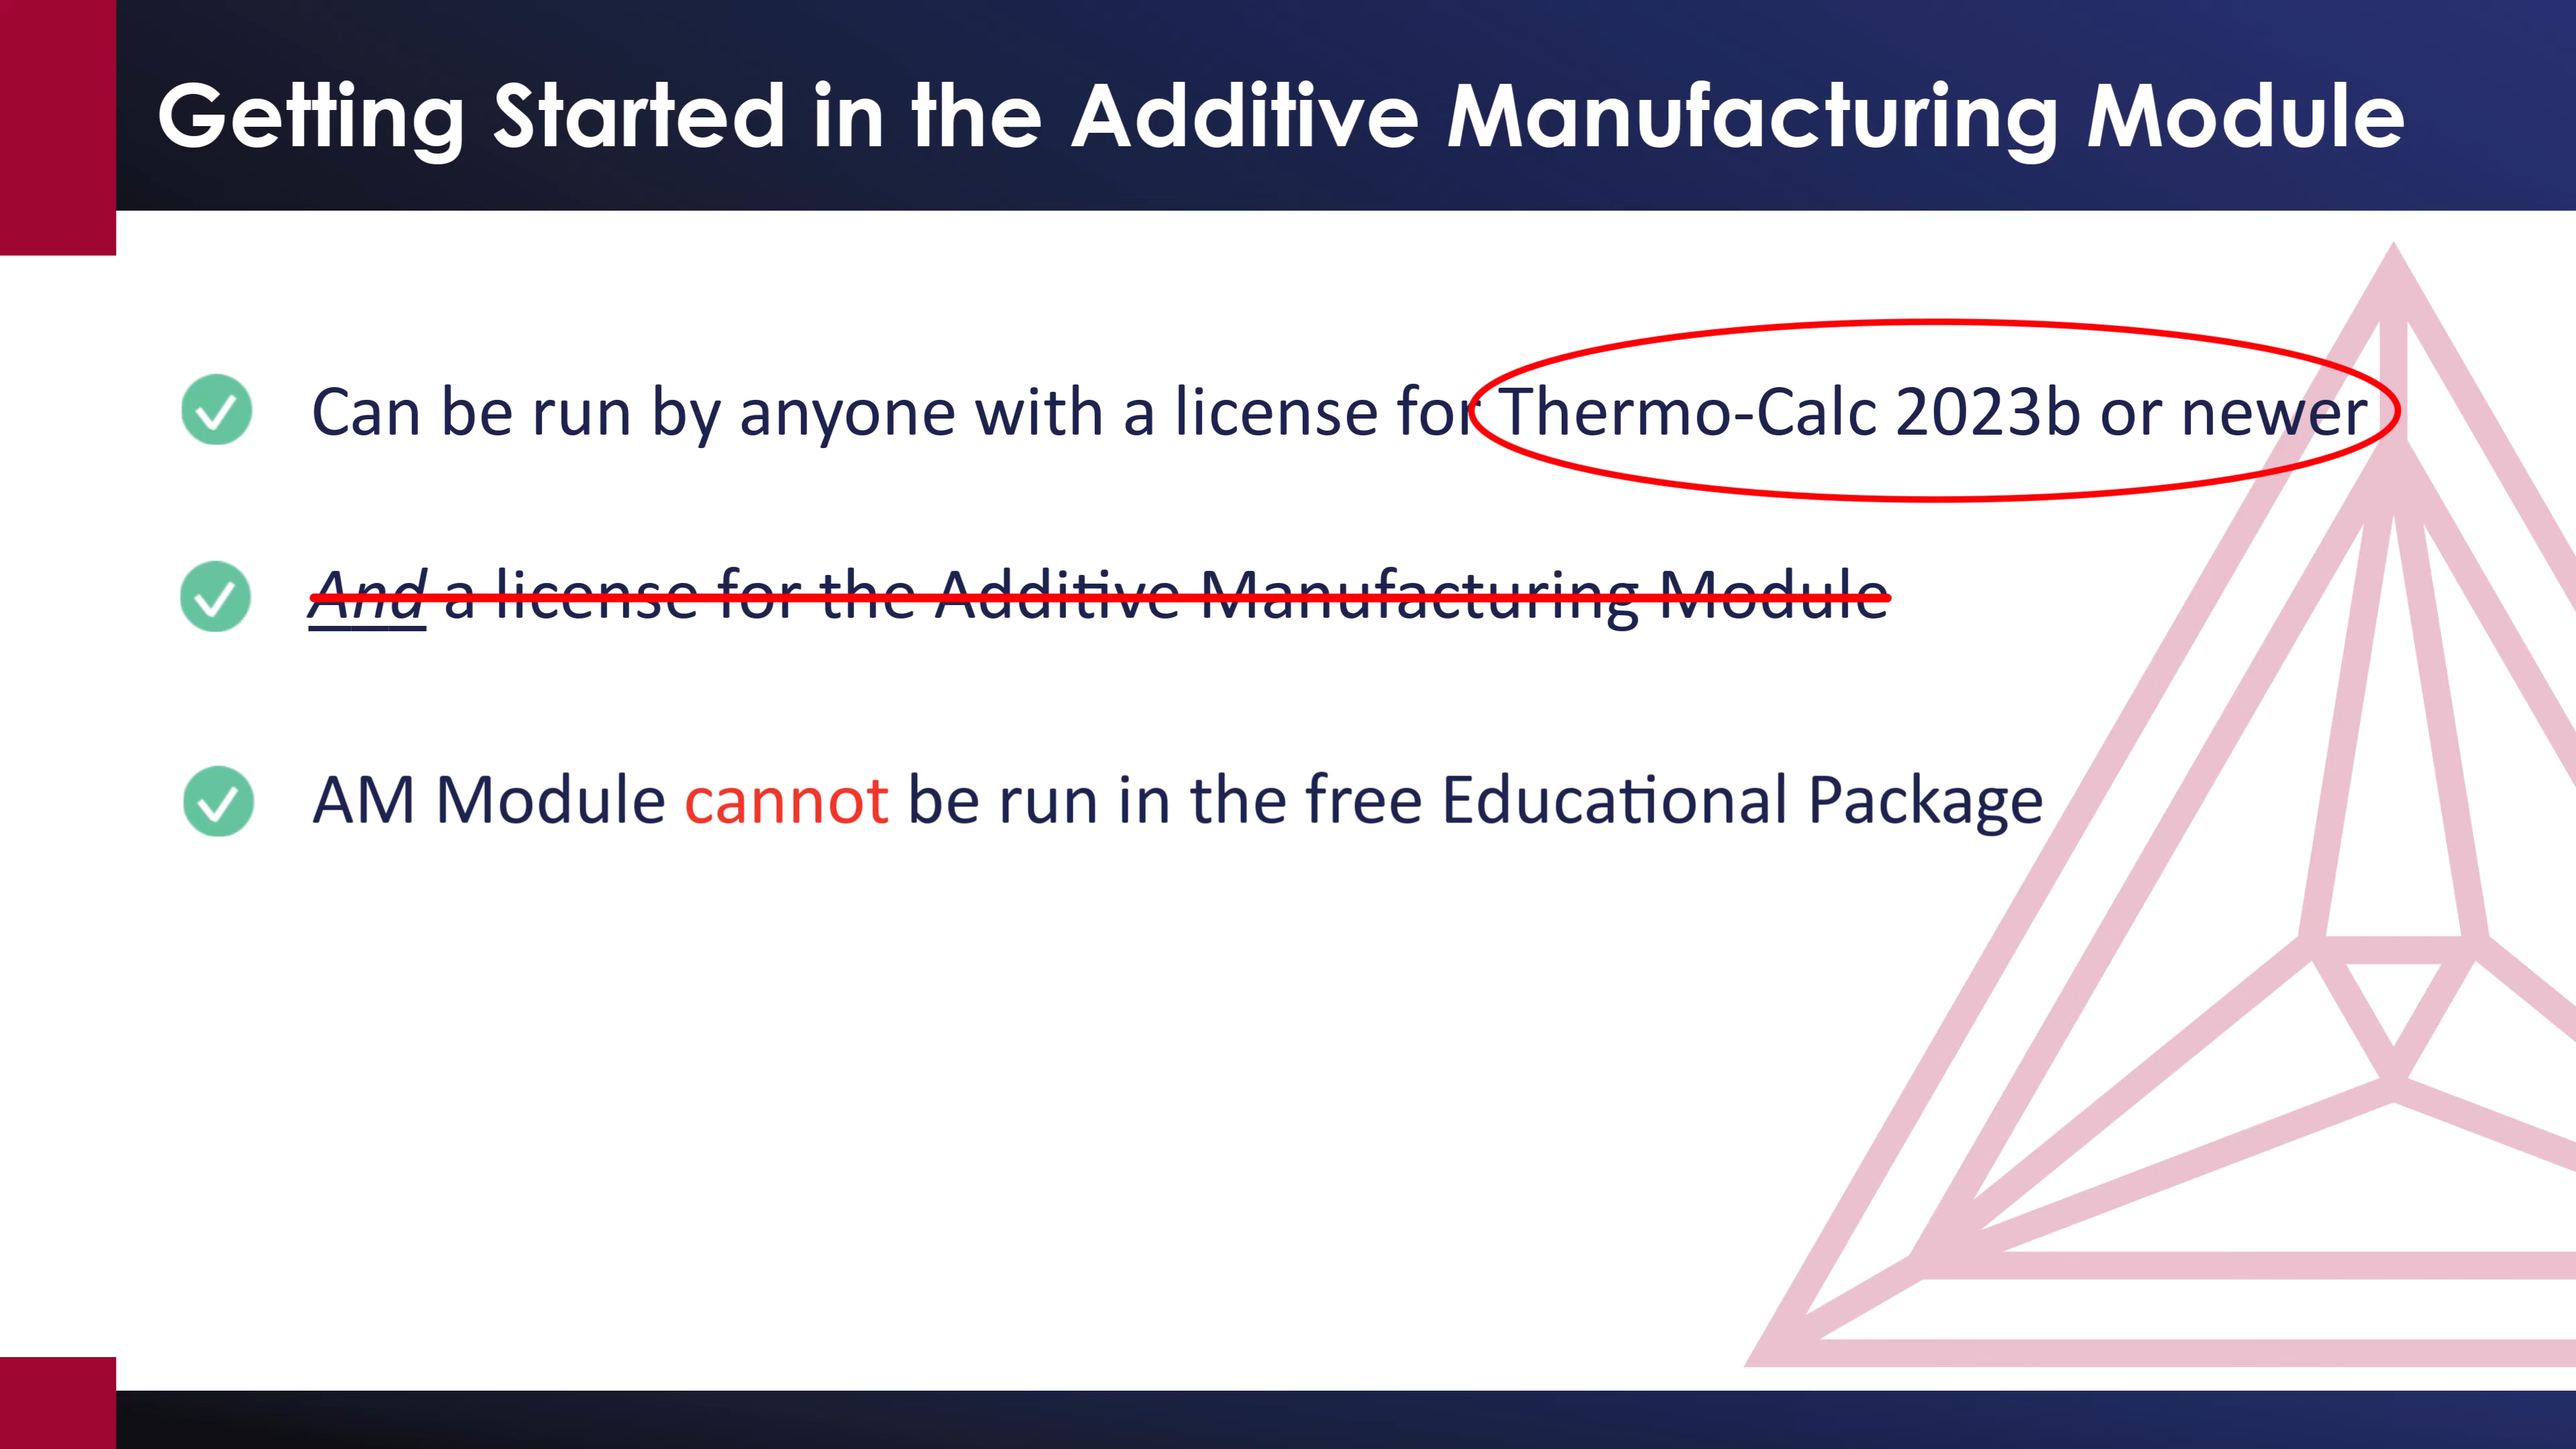 Getting Started in the Additive Manufacturing Module
Can be run by anyone with a license for Thermo-Calc 2023b or newer
And a license for the Additive Manufacturing Module
AM Module cannot be run in the free Educational Package